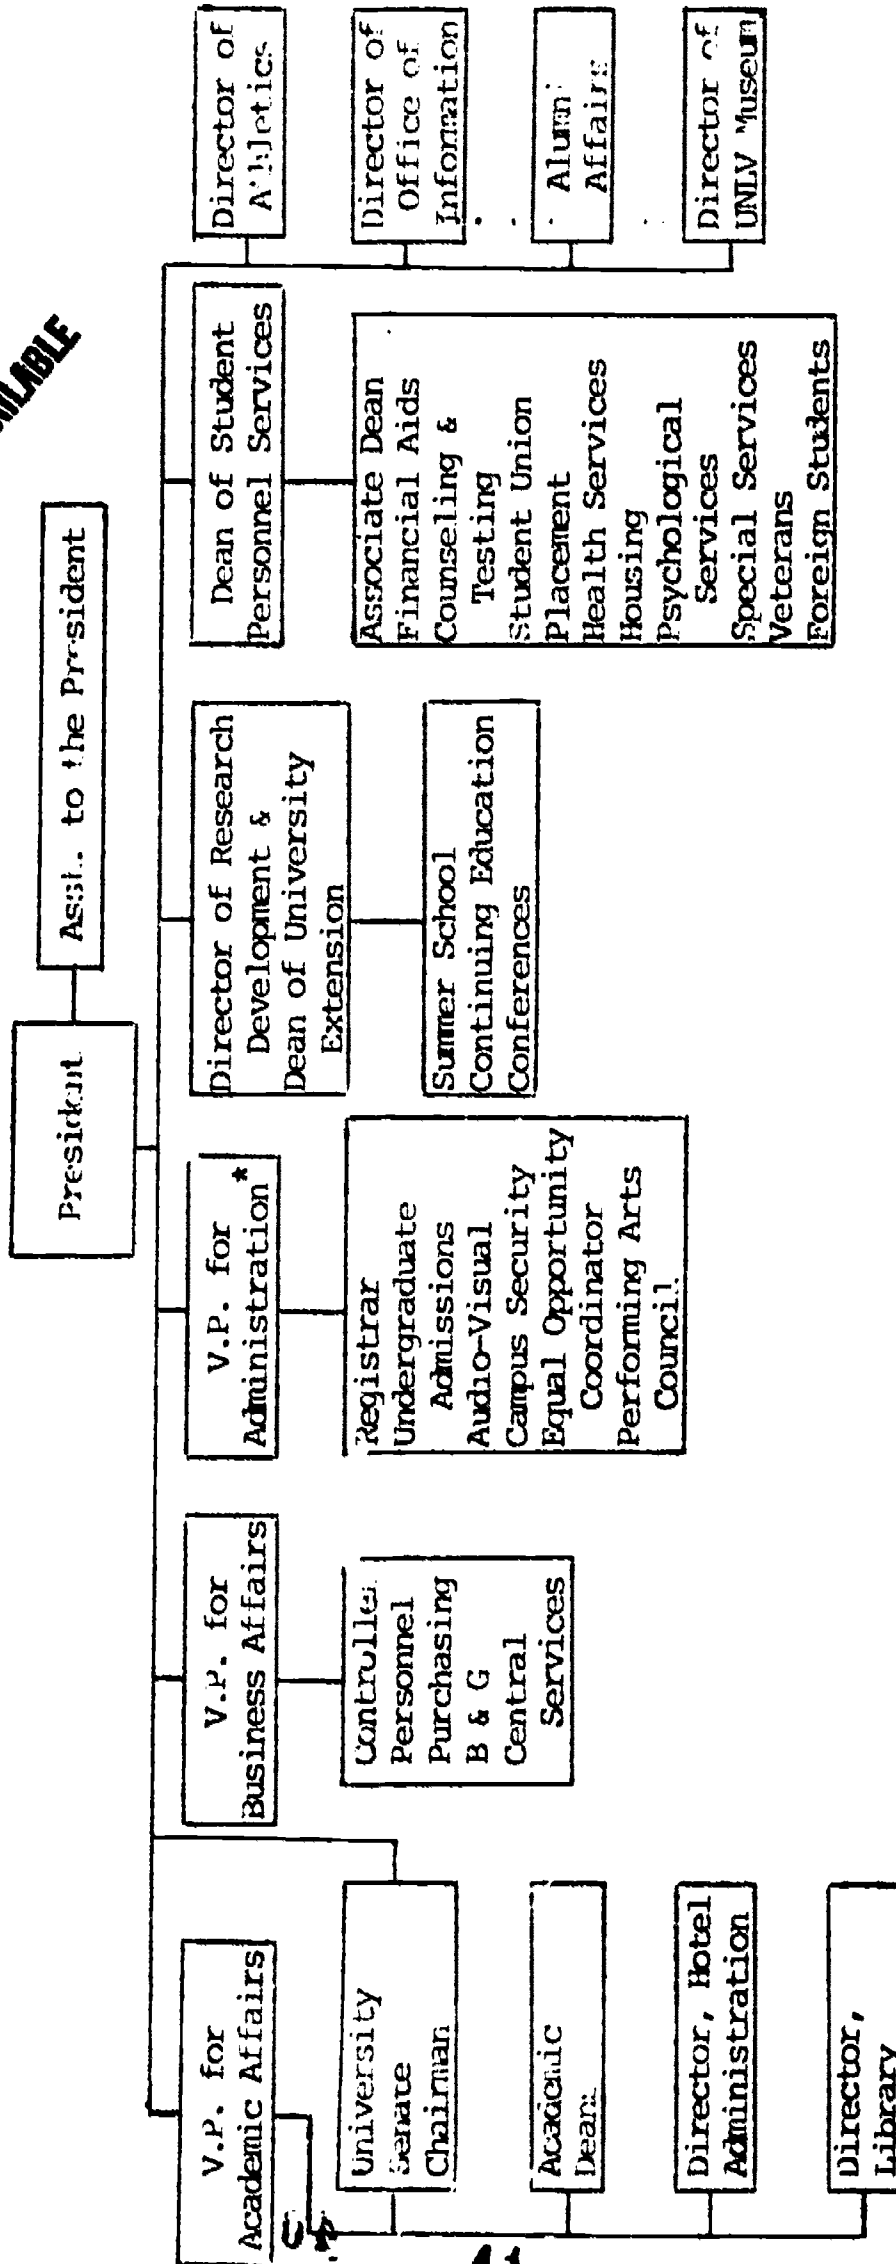 AILABLE
President
Asst. to the President
V.P. for
Academic Affairs
V.P. for
Business Affairs
V.P. for
Administration*
Director of Research
Development &
Dean of University
Extension
Dean of Student
Personnel Services
Director of
Athletics
University
Senate
Chairman
Controller
Personnel
Purchasing
B & G
Central
Services
Registrar
Undergraduate
Admissions
Audio-Visual
Campus Security
Equal Opportunity
Coordinator
Performing Arts
Council
Summer School
Continuing Education
Conferences
Associate Dean
Financial Aids
Counseling &
Testing
Student Union
Placement
Health Services
Housing
Psychological
Services
Special Services
Veterans
Foreign Students
Director of
Office of
Information
Alumni
Affairs
Director of
UNLV Museum
Academic
Deans
Director, Hotel
Administration
Director,
Library